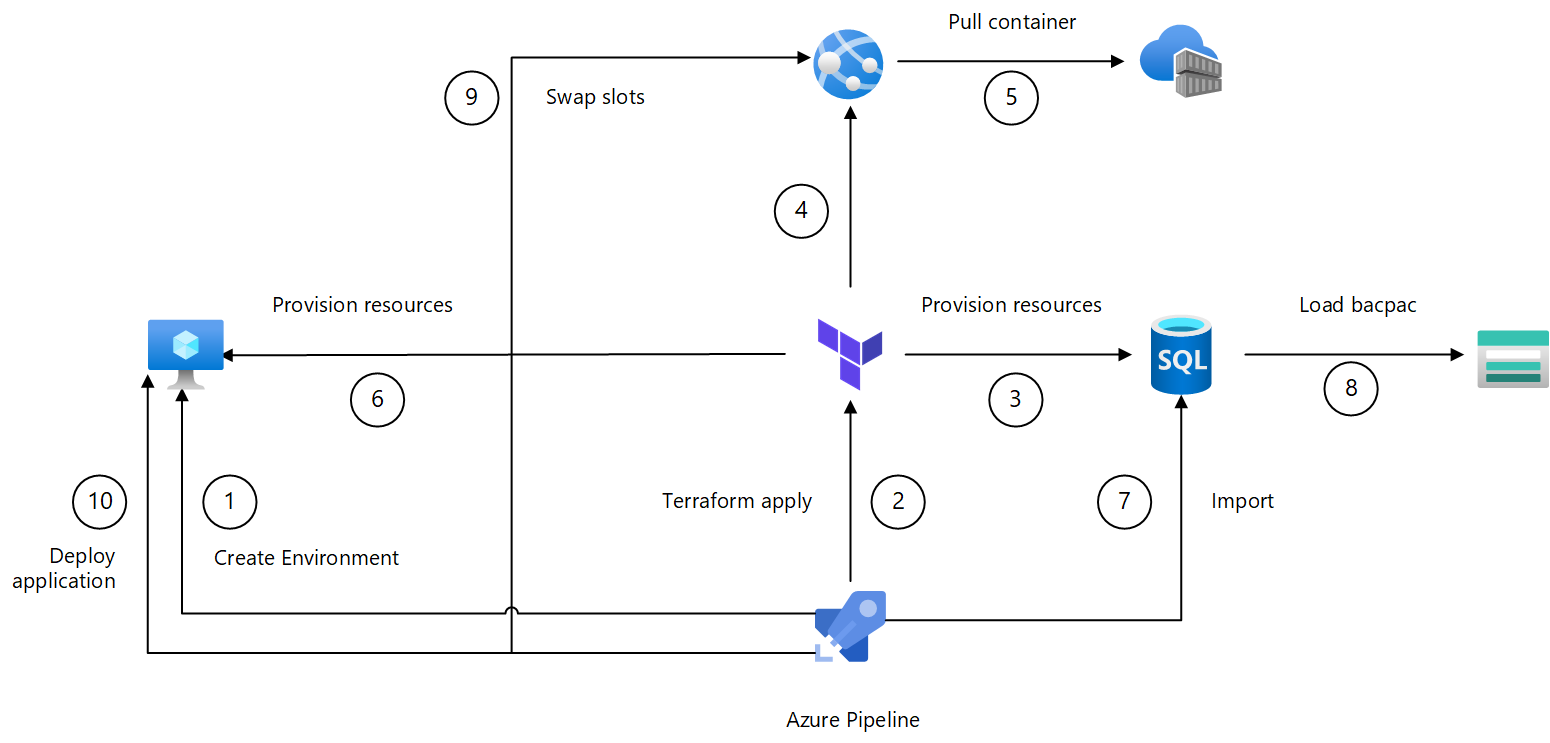 Pull container
9
Swap slots
5
4
Provision resources
Provision resources
Load bacpac
SQL
6
3
8
10
1
Terraform apply
2
7
Import
Deploy
application
Create Environment
Azure Pipeline